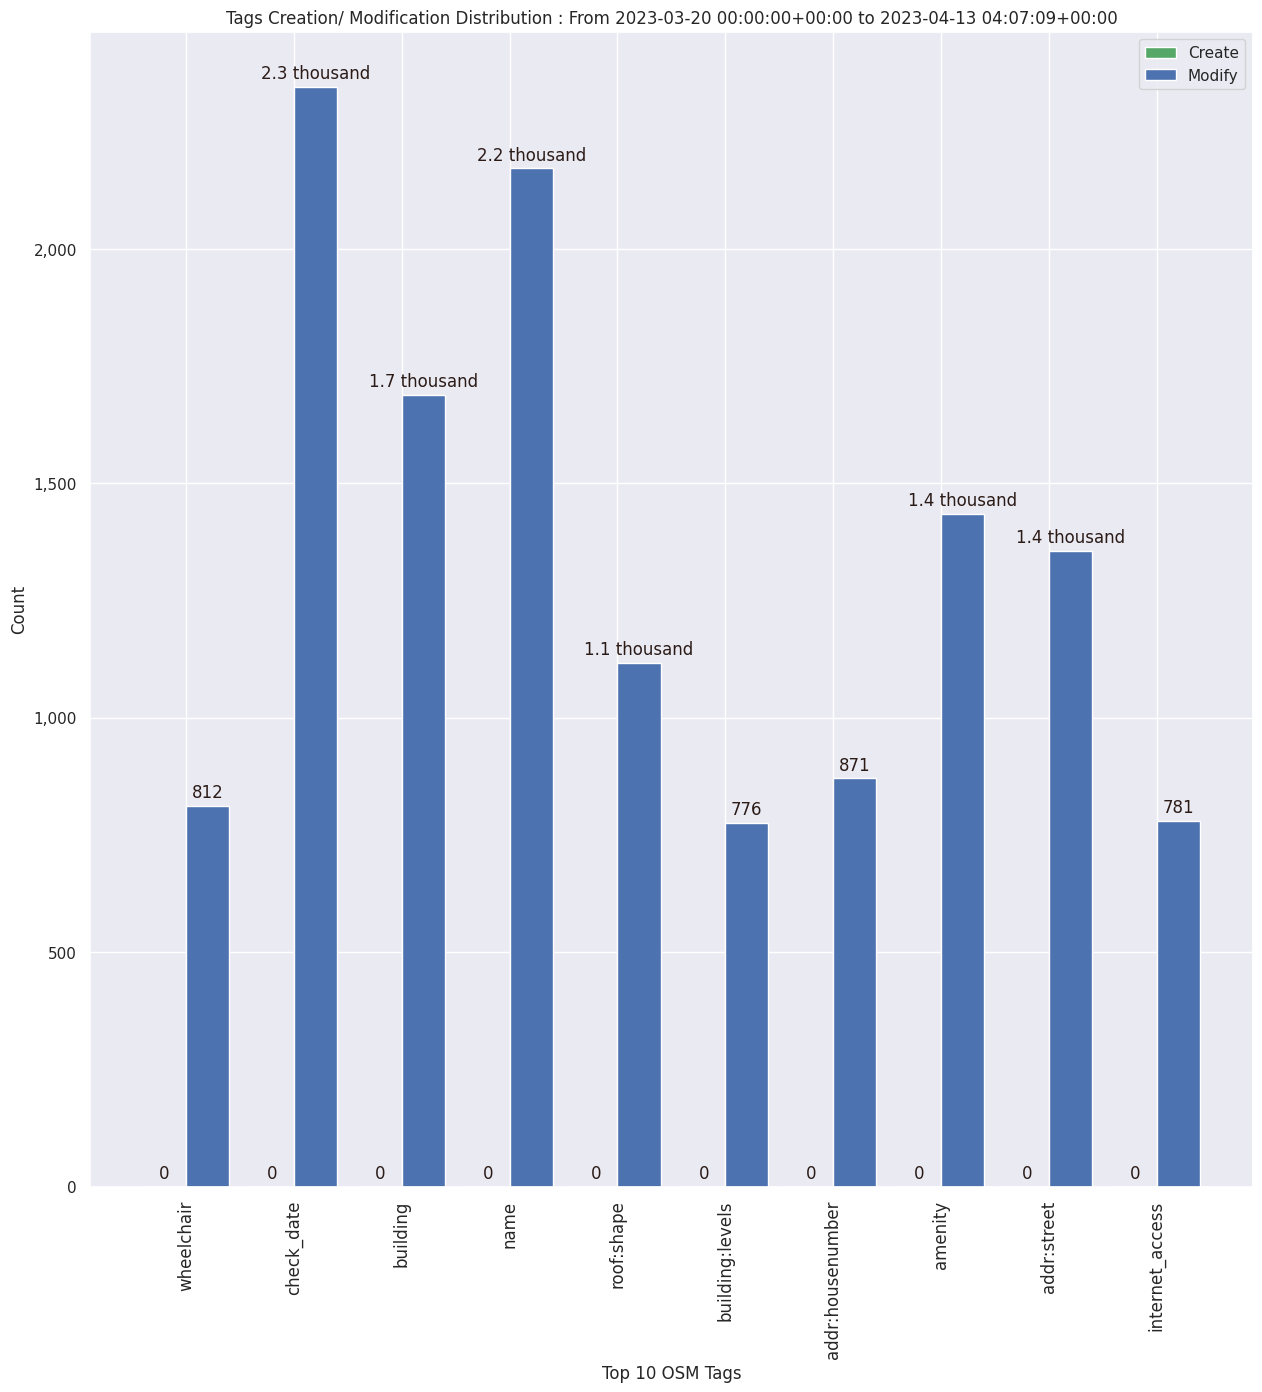 Tags Creation/ Modification Distribution : From 2023-03-20 00:00:00+00:00 to 2023-04-13 04:07:09+00:00
Create
Modify
2.3 thousand
2.2 thousand
1.7 thousand
1.4 thousand
1.4 thousand
1.1 thousand
871
812
776
781
2,000
1,500
1,000
500
0
Count
0 0 0 0 0 0 0 0 0 0
wheelchair
check_date
building
name
roof:shape
building:levels
addr:housenumber
amenity
addr:street
internet_access
Top 10 OSM Tags